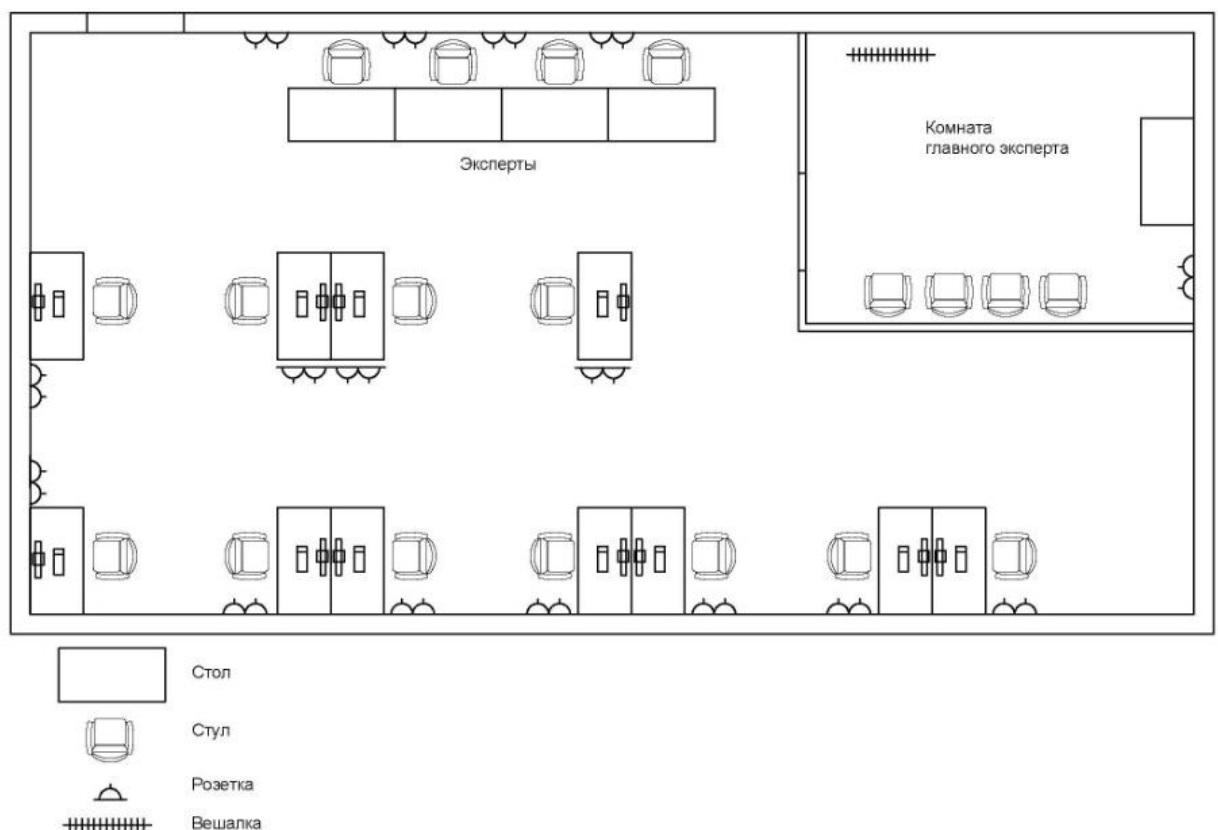 Комната
главного эксперта
Эксперты
Стол
Стул
Розетка
Вешалка